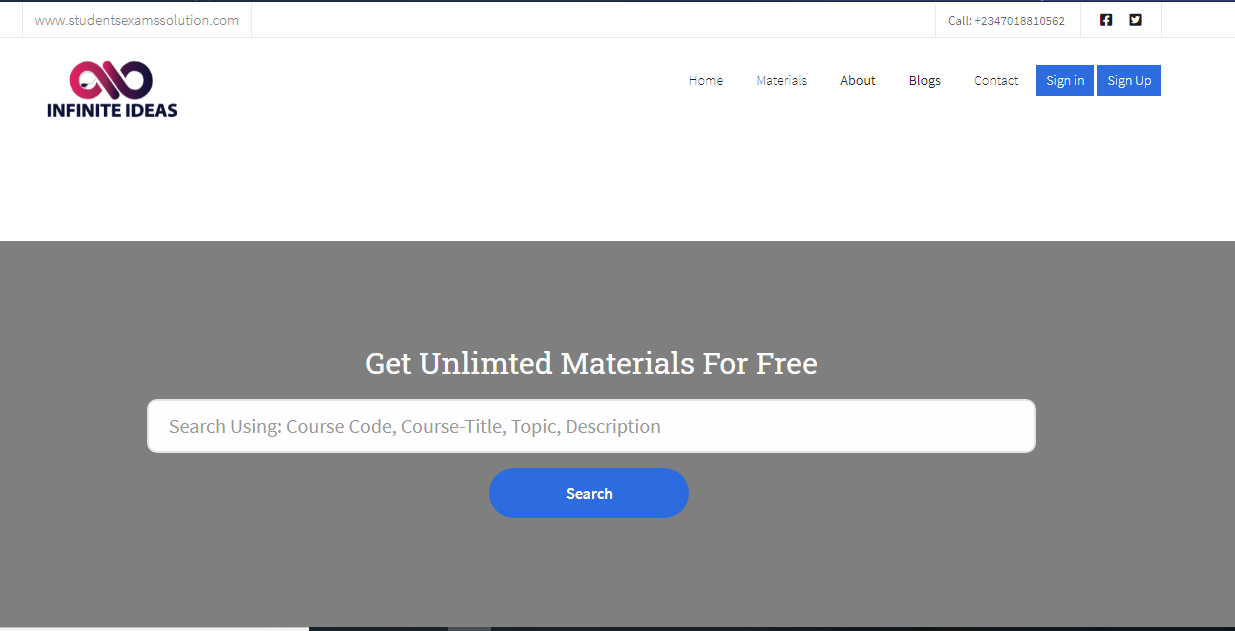 www.studentsexamssolution.com
Call: +2347018810562
INFINITE IDEAS
Home Materials About Blogs Contact Sign in Sign Up
Get Unlimted Materials For Free
Search Using: Course Code, Course-Title, Topic, Description
Search